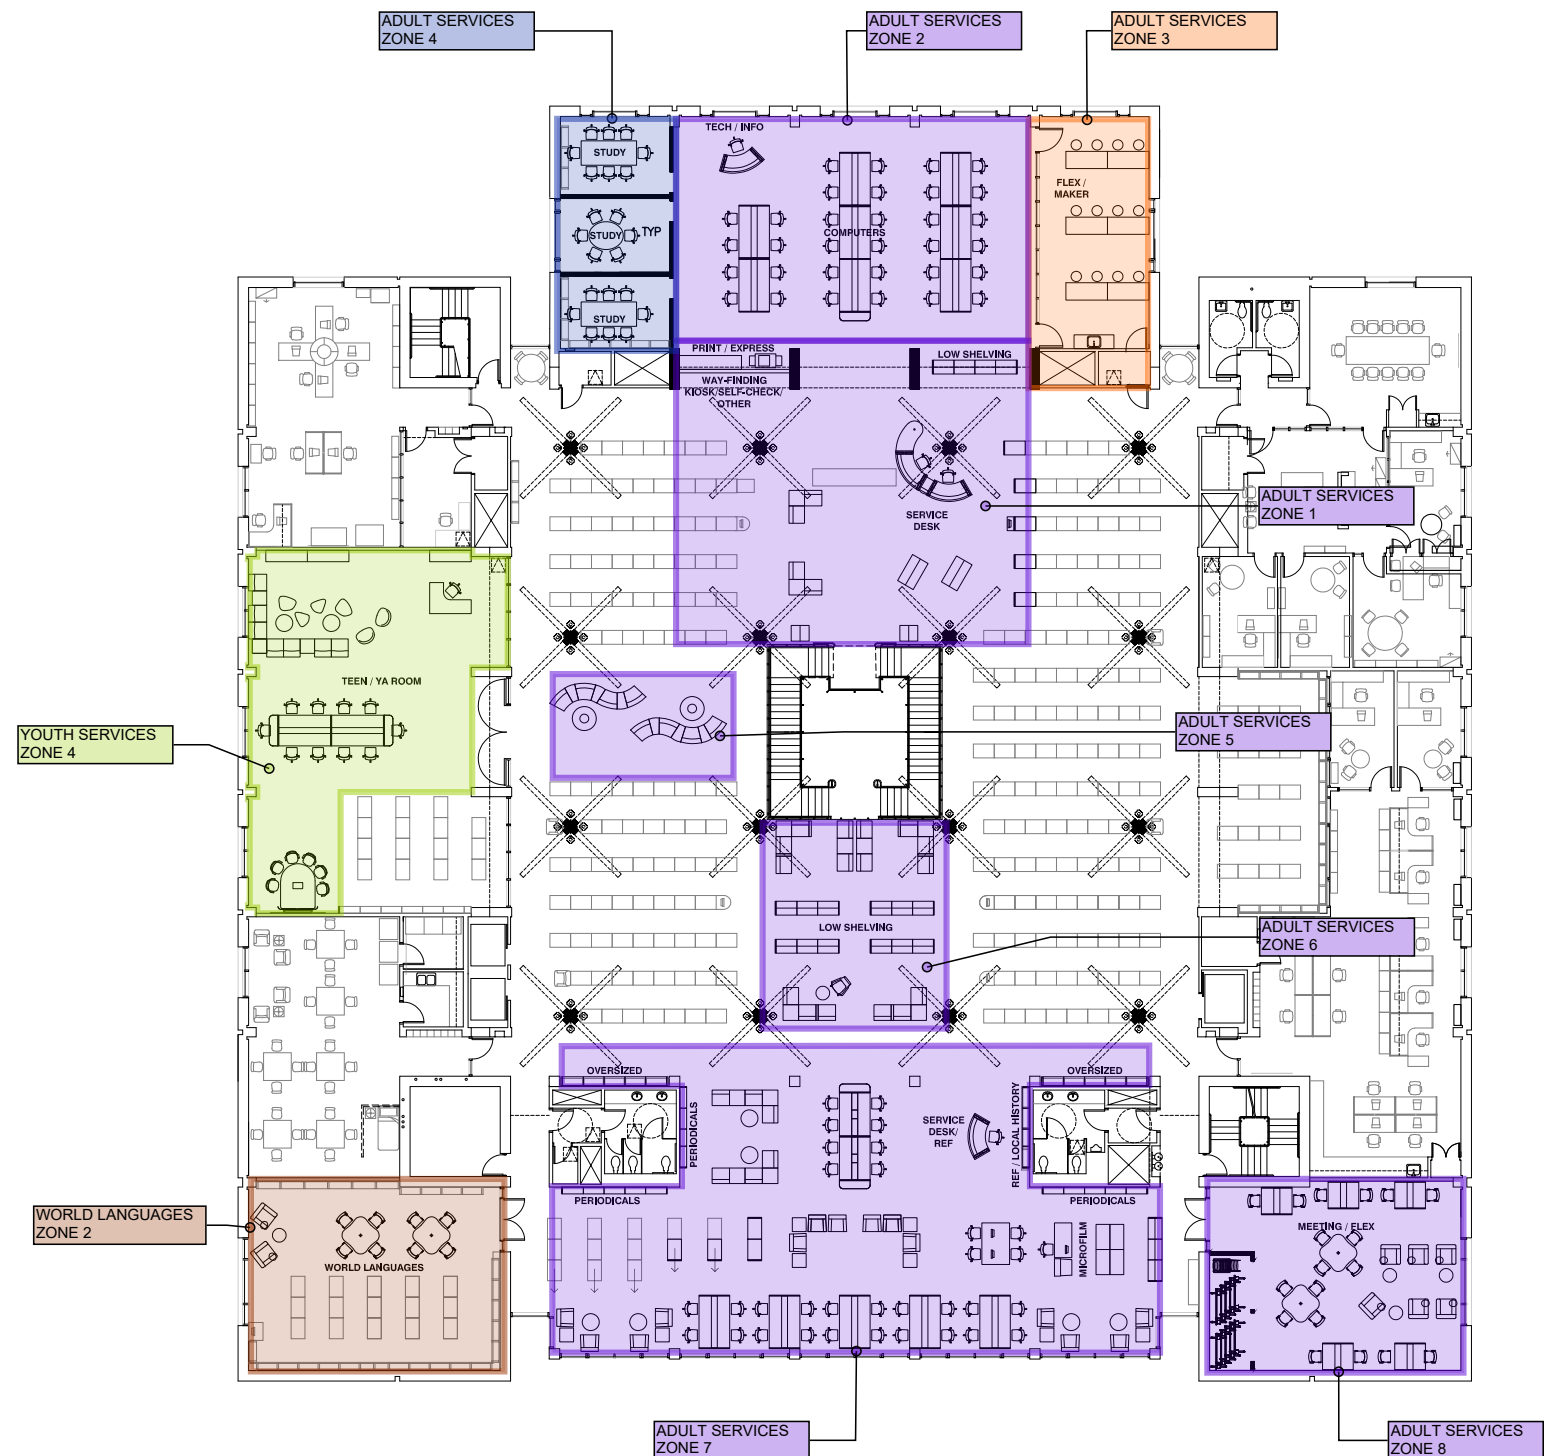 ADULT SERVICES
ZONE 4
ADULT SERVICES
ZONE 2
ADULT SERVICES
ZONE 3
TECH / INFO
STUDY
FLEX /
MAKER
STUDY
TYP
COMPUTERS
STUDY
PRINT / EXPRESS
LOW SHELVING
WAY-FINDING
KIOSK/SELF-CHECK/
OTHER
ADULT SERVICES
ZONE 1
SERVICE
DESK
TEEN / YA ROOM
YOUTH SERVICES
ZONE 4
ADULT SERVICES
ZONE 5
LOW SHELVING
ADULT SERVICES
ZONE 6
OVERSIZED
OVERSIZED
PERIODICALS
SERVICE
DESK/
REF
REF / LOCAL HISTORY
PERIODICALS
PERIODICALS
WORLD LANGUAGES
ZONE 2
MICROFILM
MEETING / FLEX
WORLD LANGUAGES
ADULT SERVICES
ZONE 7
ADULT SERVICES
ZONE 8